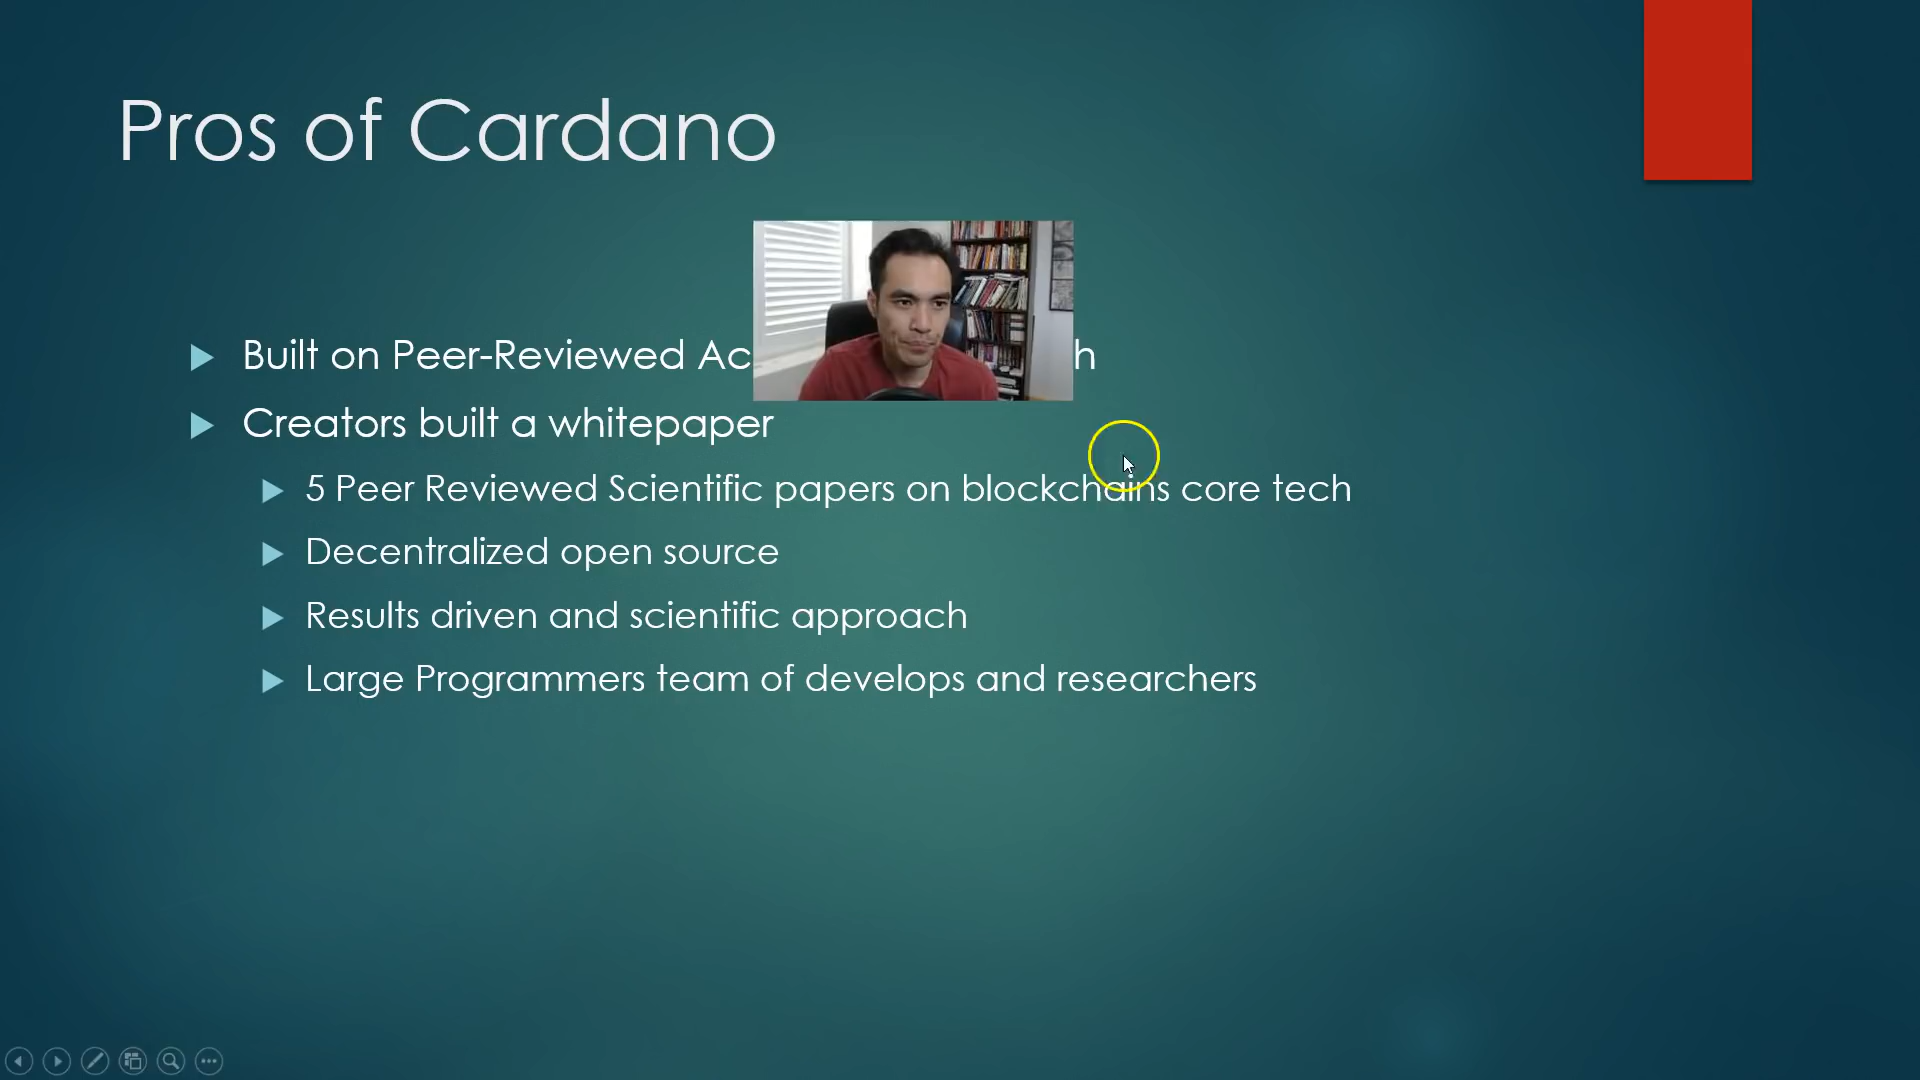 Pros of Cardano
Built on Peer-Reviewed
Creators built a whitepaper
5 Peer Reviewed Scientific papers on blockchains core tech
Decentralized open source
Results driven and scientific approach
Large Programmers team of develops and researchers